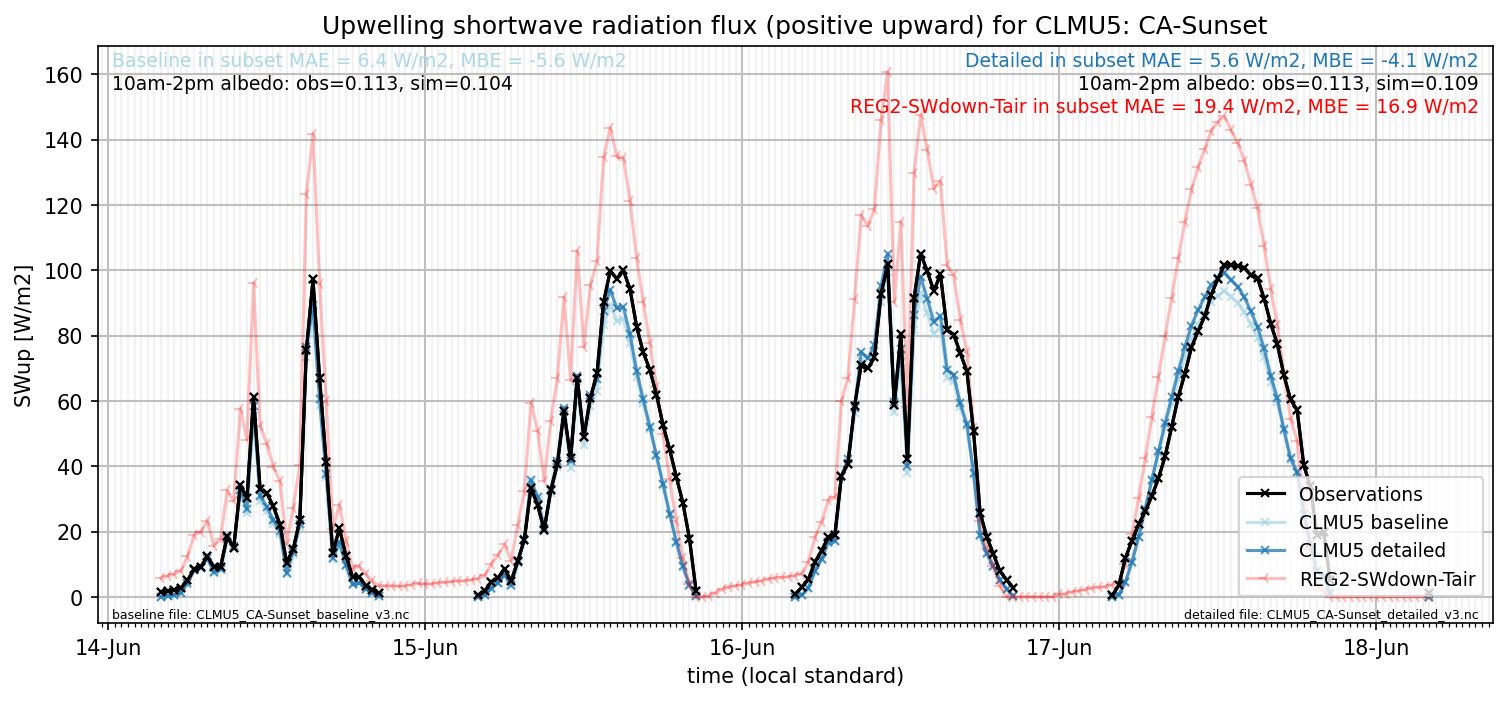 Upwelling shortwave radiation flux (positive upward) for CLMU5: CA-Sunset
Baseline in subset MAE = 6.4 W/m2, MBE = -5.6 W/m2
10am-2pm albedo: obs=0.113, sim=0.104
Detailed in subset MAE = 5.6 W/m2, MBE = -4.1 W/m2
10am-2pm albedo: obs=0.113, sim=0.109
REG2-SWdown-Tair in subset MAE = 19.4 W/m2, MBE = 16.9 W/m2
SWup [W/m2]
160
140
120
100
80
60
40
20
0
Observations
CLMU5 baseline
CLMU5 detailed
REG2-SWdown-Tair
baseline file: CLMU5_CA-Sunset_baseline_v3.nc
detailed file: CLMU5_CA-Sunset_detailed_v3.nc
14-Jun
15-Jun
16-Jun
17-Jun
18-Jun
time (local standard)